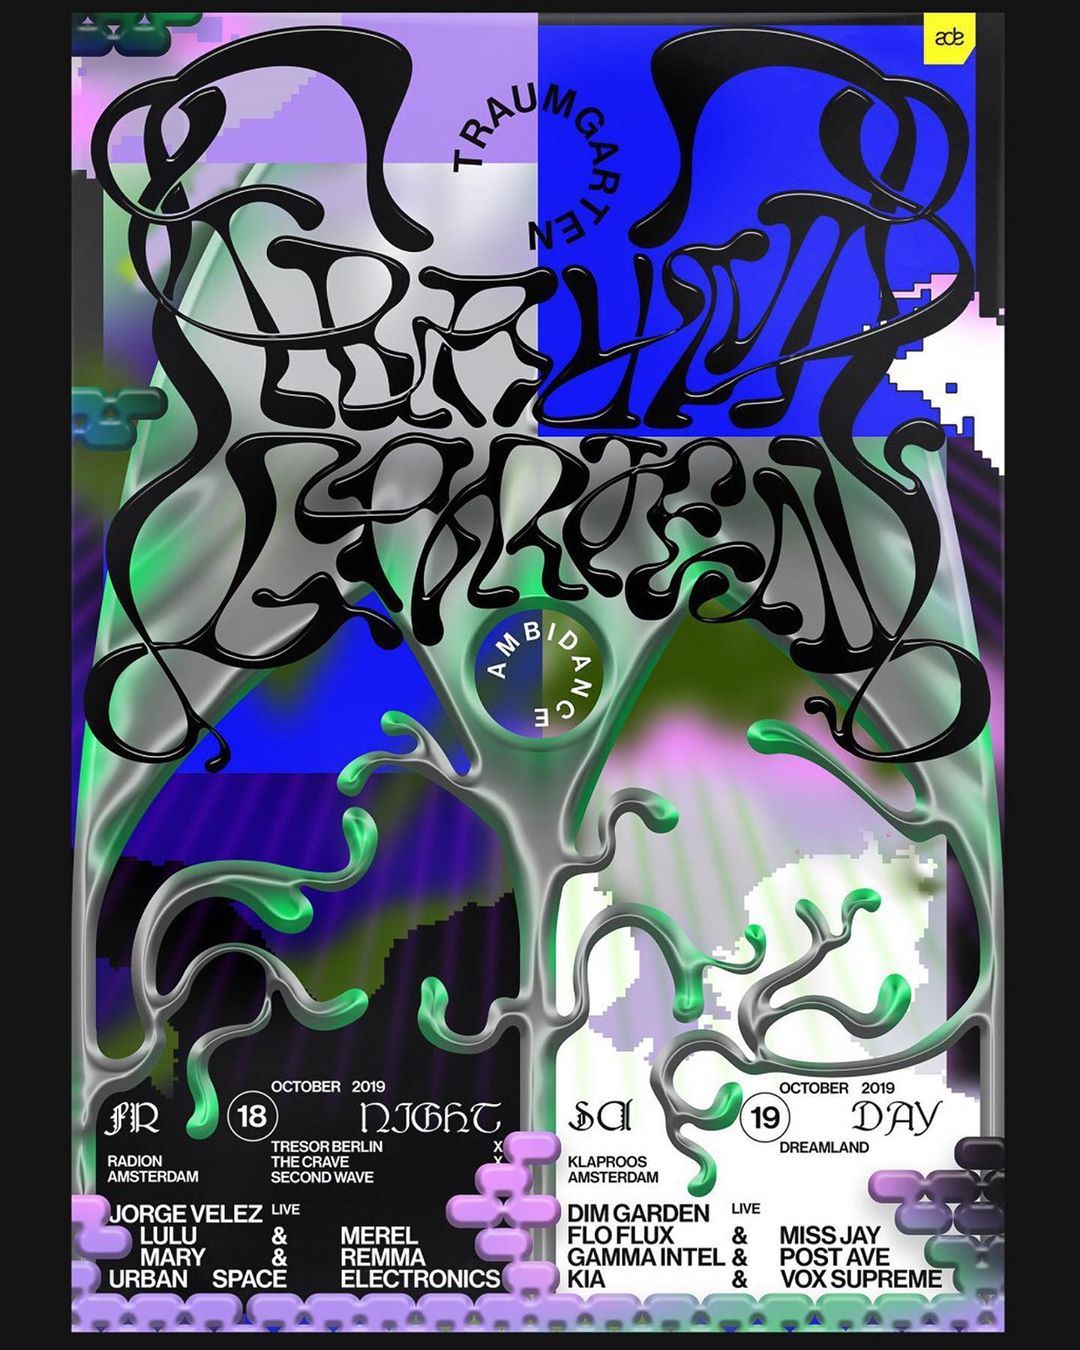 ade
TRAUMGARTEN
TRAUM
GARTEN
AMBIDANCE
OCTOBER 2019
FR 18 NIGHT
TRESOR BERLIN X
THE CRAVE X
SECOND WAVE
RADION
AMSTERDAM
JORGE VELEZ LIVE
LULU & MEREL
MARY & REMMA
URBAN SPACE ELECTRONICS
OCTOBER 2019
SA 19 DAY
DREAMLAND
KLAPROOS
AMSTERDAM
DIM GARDEN LIVE
FLO FLUX & MISS JAY
GAMMA INTEL & POST AVE
KIA & VOX SUPREME